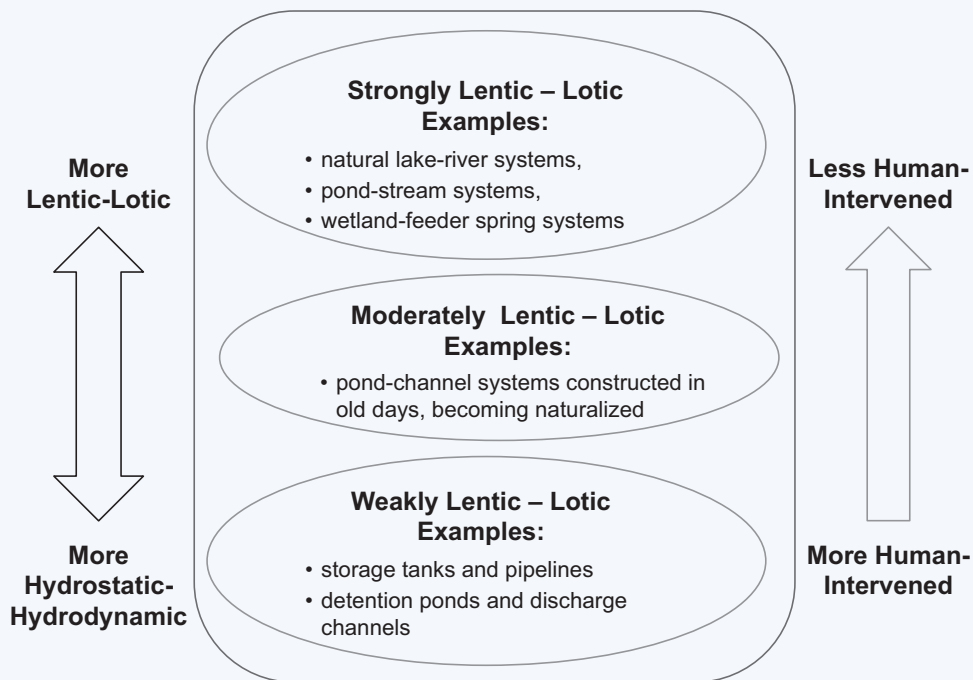 Strongly Lentic – Lotic
Examples:
• natural lake-river systems,
• pond-stream systems,
• wetland-feeder spring systems
More
Lentic-Lotic
Less Human-
Intervened
Moderately Lentic – Lotic
Examples:
• pond-channel systems constructed in
old days, becoming naturalized
Weakly Lentic – Lotic
Examples:
• storage tanks and pipelines
• detention ponds and discharge
channels
More
Hydrostatic-
Hydrodynamic
More Human-
Intervened